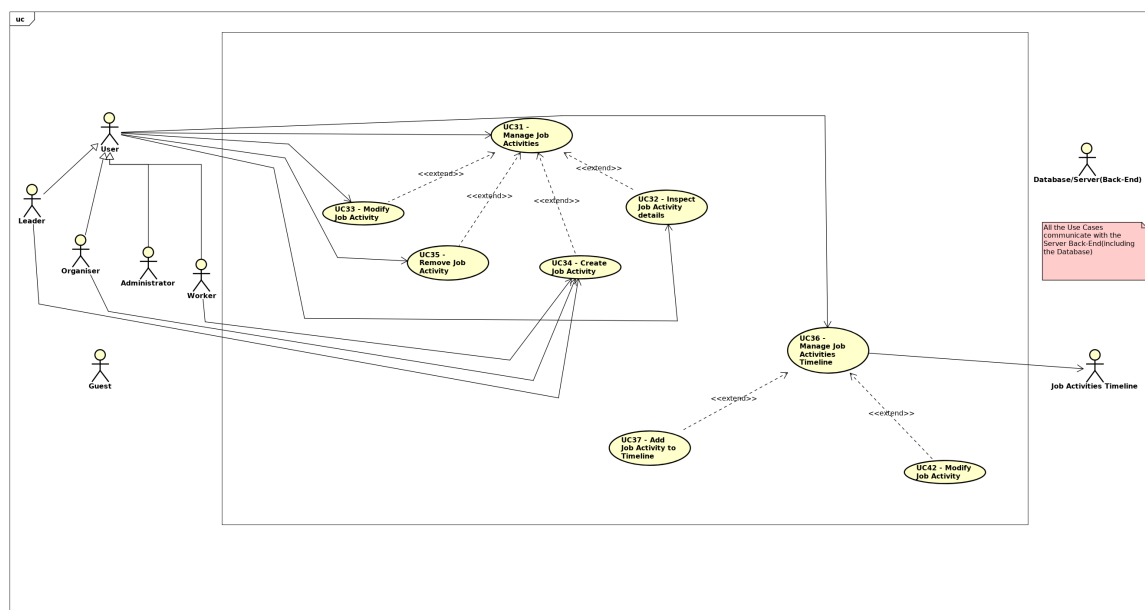 uc
User
Leader
Organiser
Administrator
Worker
Guest
UC31 -
Manage Job
Activities
<<extend>>
<<extend>>
<<extend>>
<<extend>>
UC33 - Modify
Job Activity
UC32 - Inspect
Job Activity
details
UC35 -
Remove Job
Activity
UC34 - Create
Job Activity
UC36 -
Manage Job
Activities
Timeline
<<extend>>
<<extend>>
UC37 - Add
Job Activity to
Timeline
UC42 - Modify
Job Activity
Database/Server(Back-End)
All the Use Cases
communicate with the
Server Back-End(including
the Database)
Job Activities Timeline